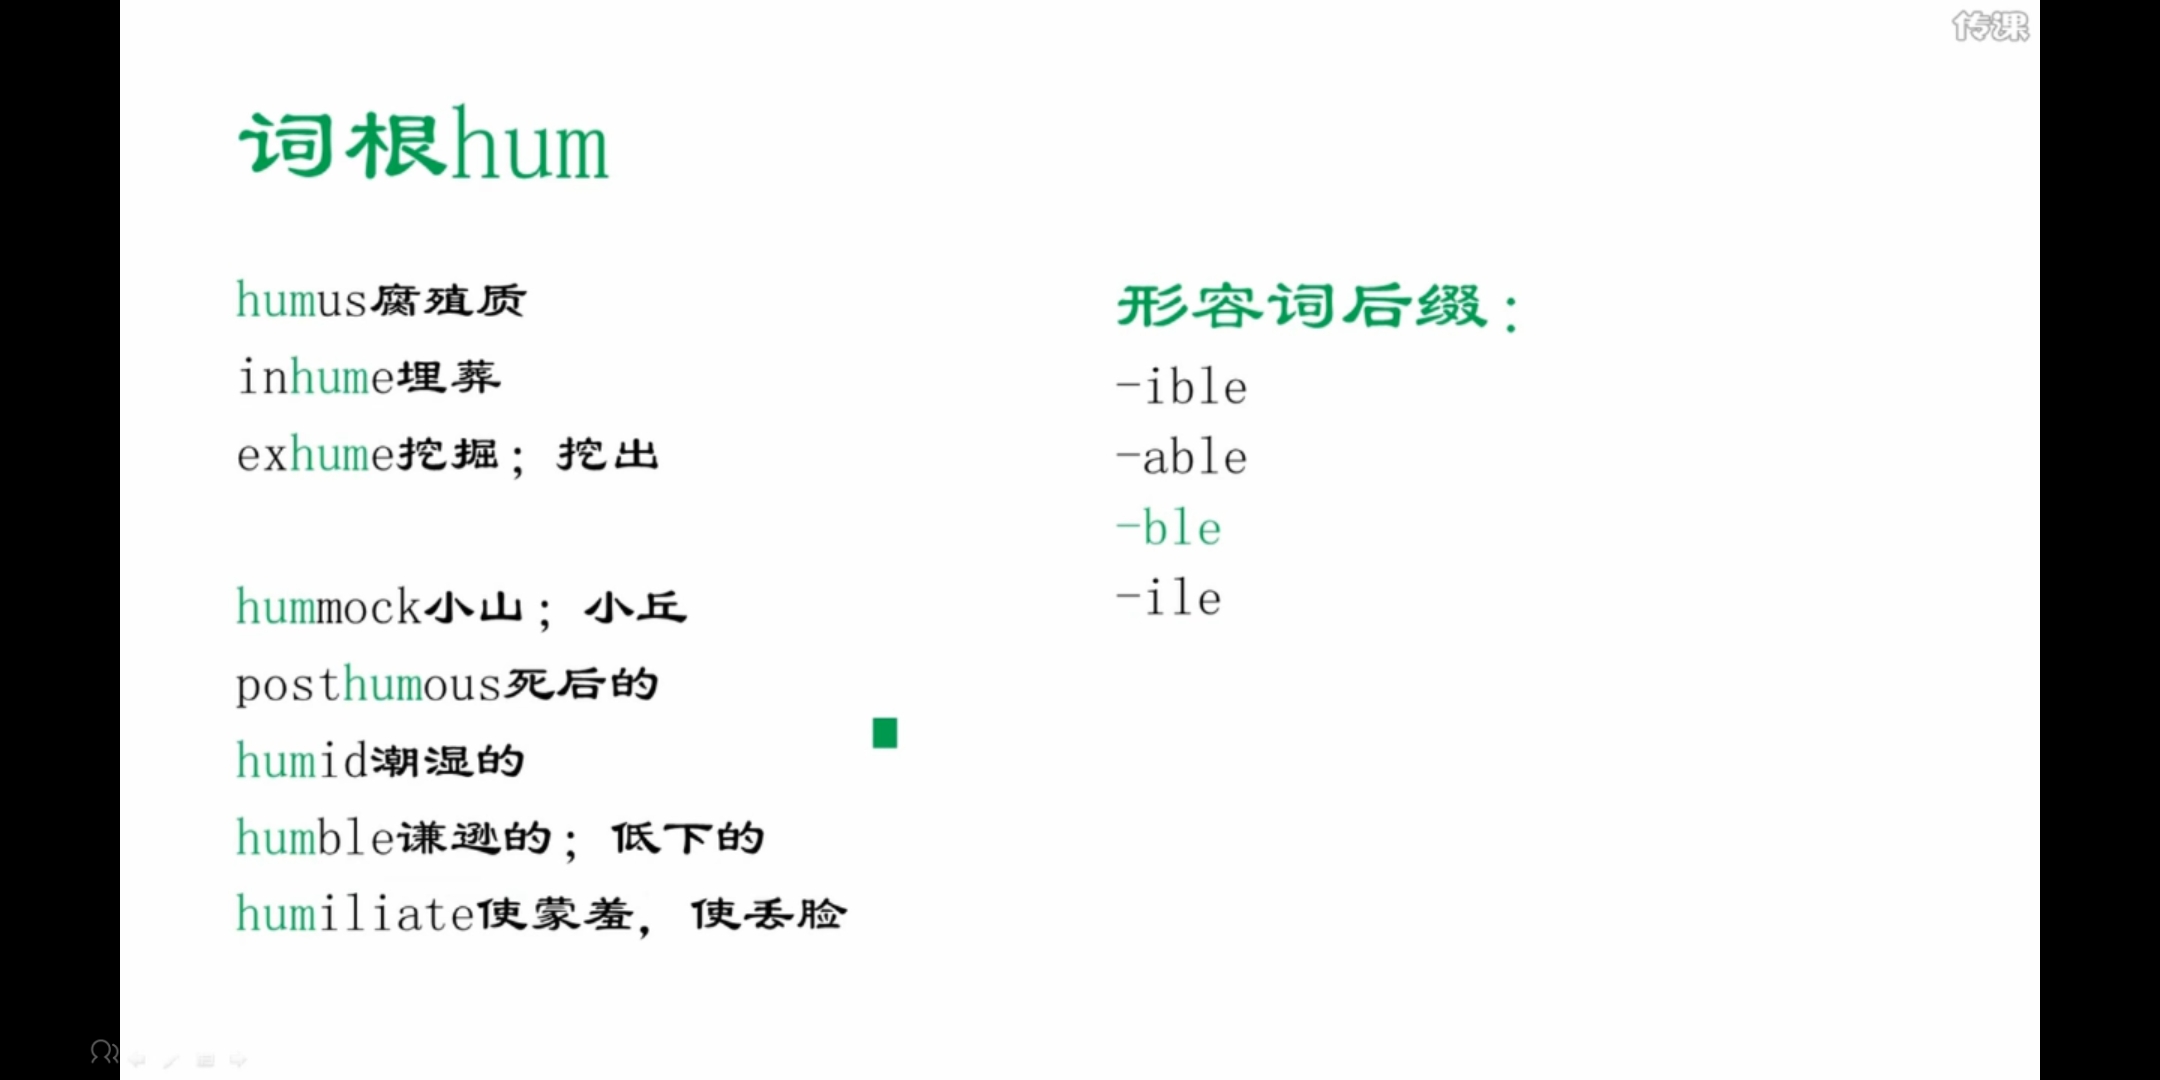 传课
词根hum
humus腐殖质
inhume埋葬
exhume挖掘；挖出
hummock小山；小丘
posthumous死后的
humid潮湿的
humble谦逊的；低下的
humiliate使蒙羞，使丢脸
形容词后缀：
-ible
-able
-ble
-ile